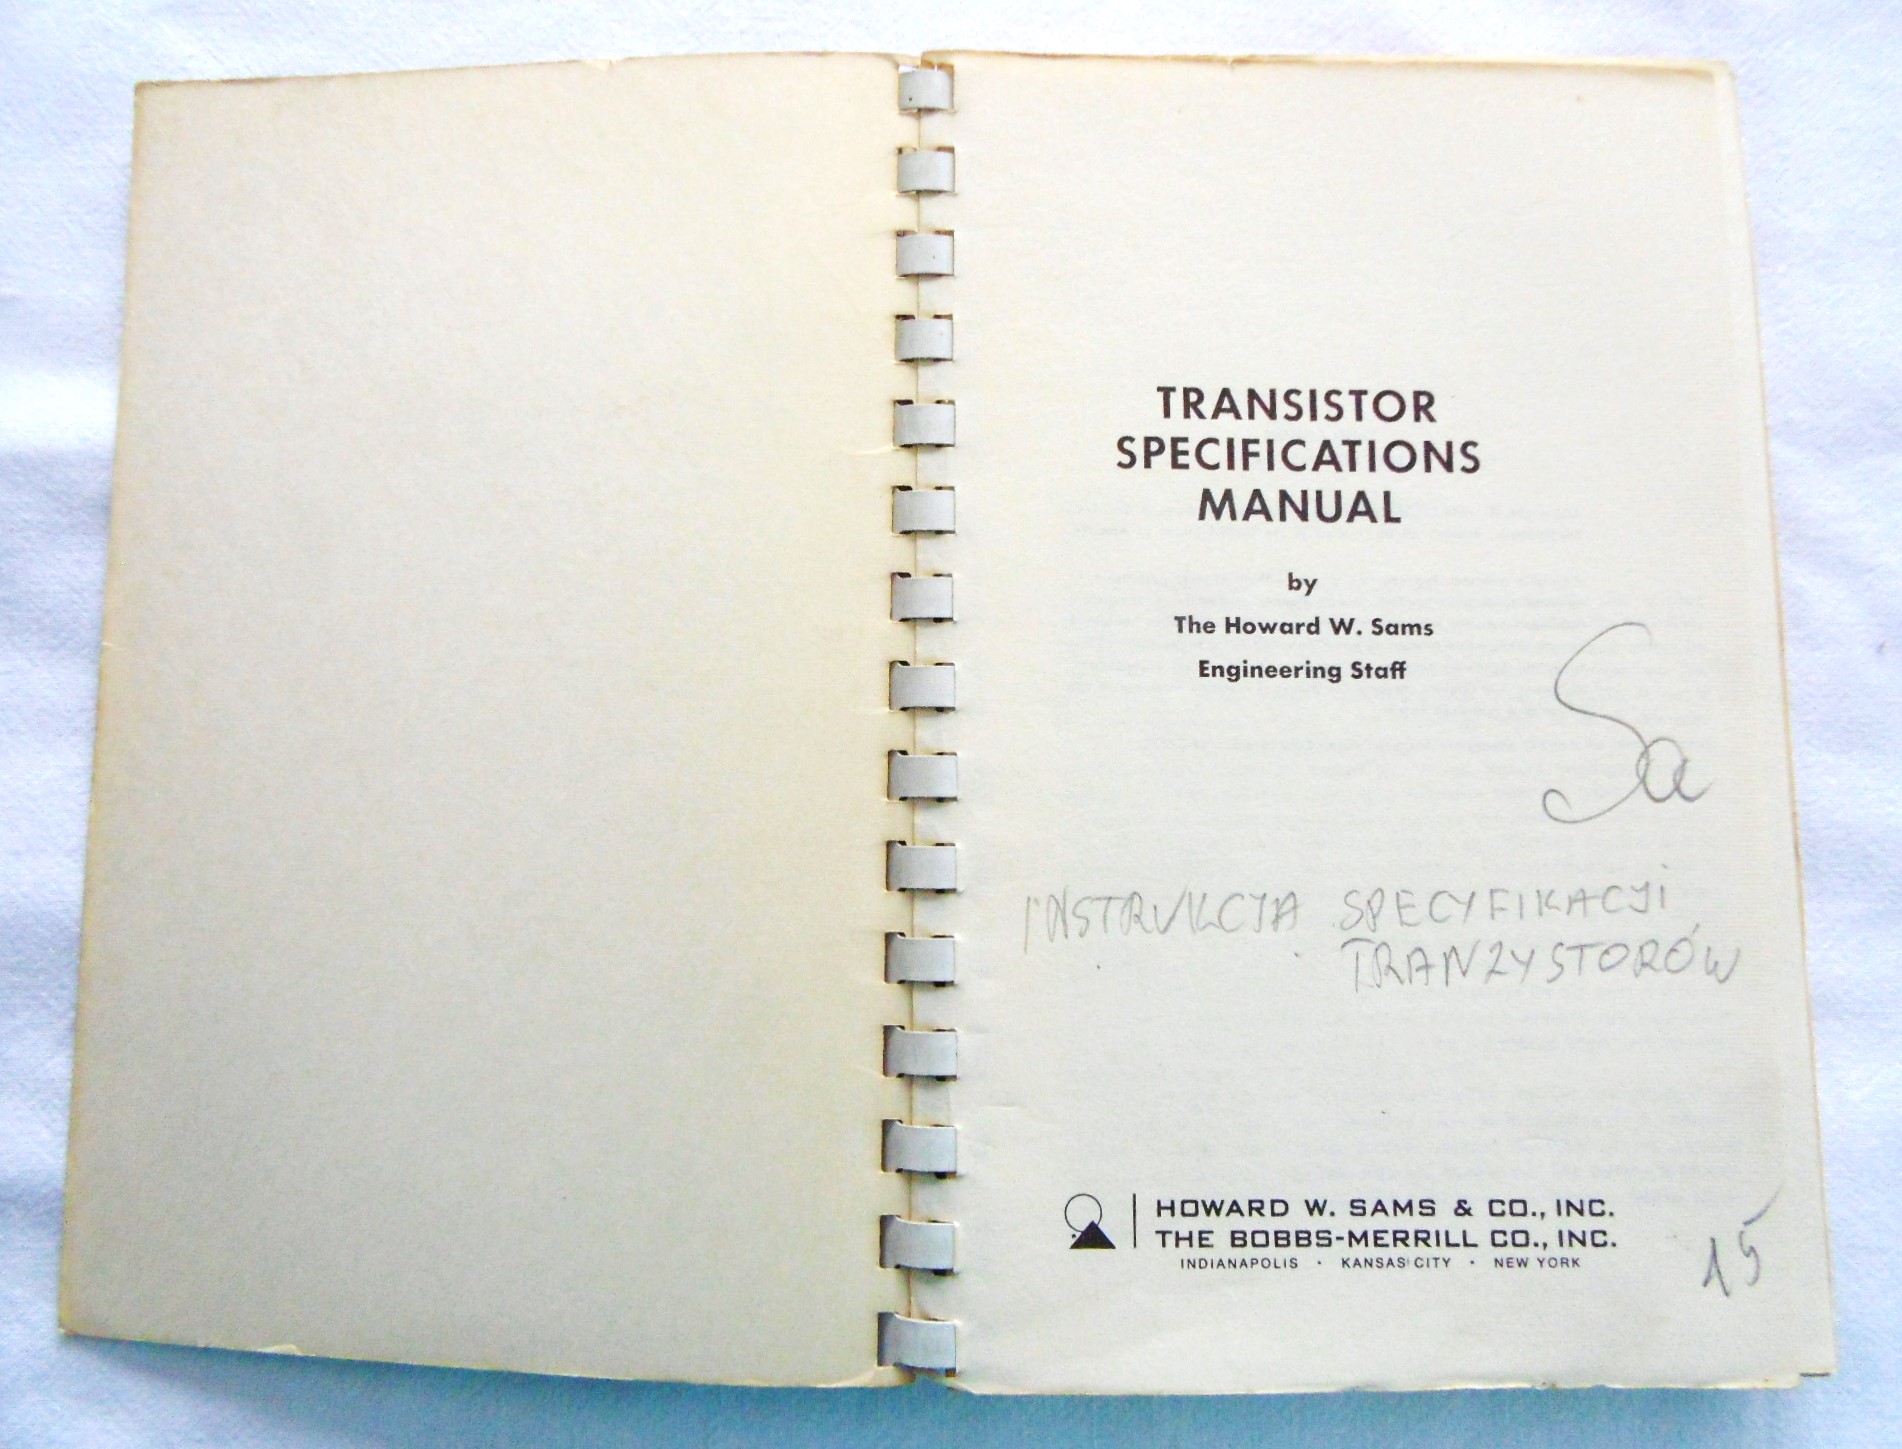 TRANSISTOR
SPECIFICATIONS
MANUAL
by
The Howard W. Sams
Engineering Staff
Sa
INSTRUKCJA SPECYFIKACJI
TRANZYSTORÓW
HOWARD W. SAMS & CO., INC.
THE BOBBS-MERRILL CO., INC.
INDIANAPOLIS • KANSAS CITY • NEW YORK
15